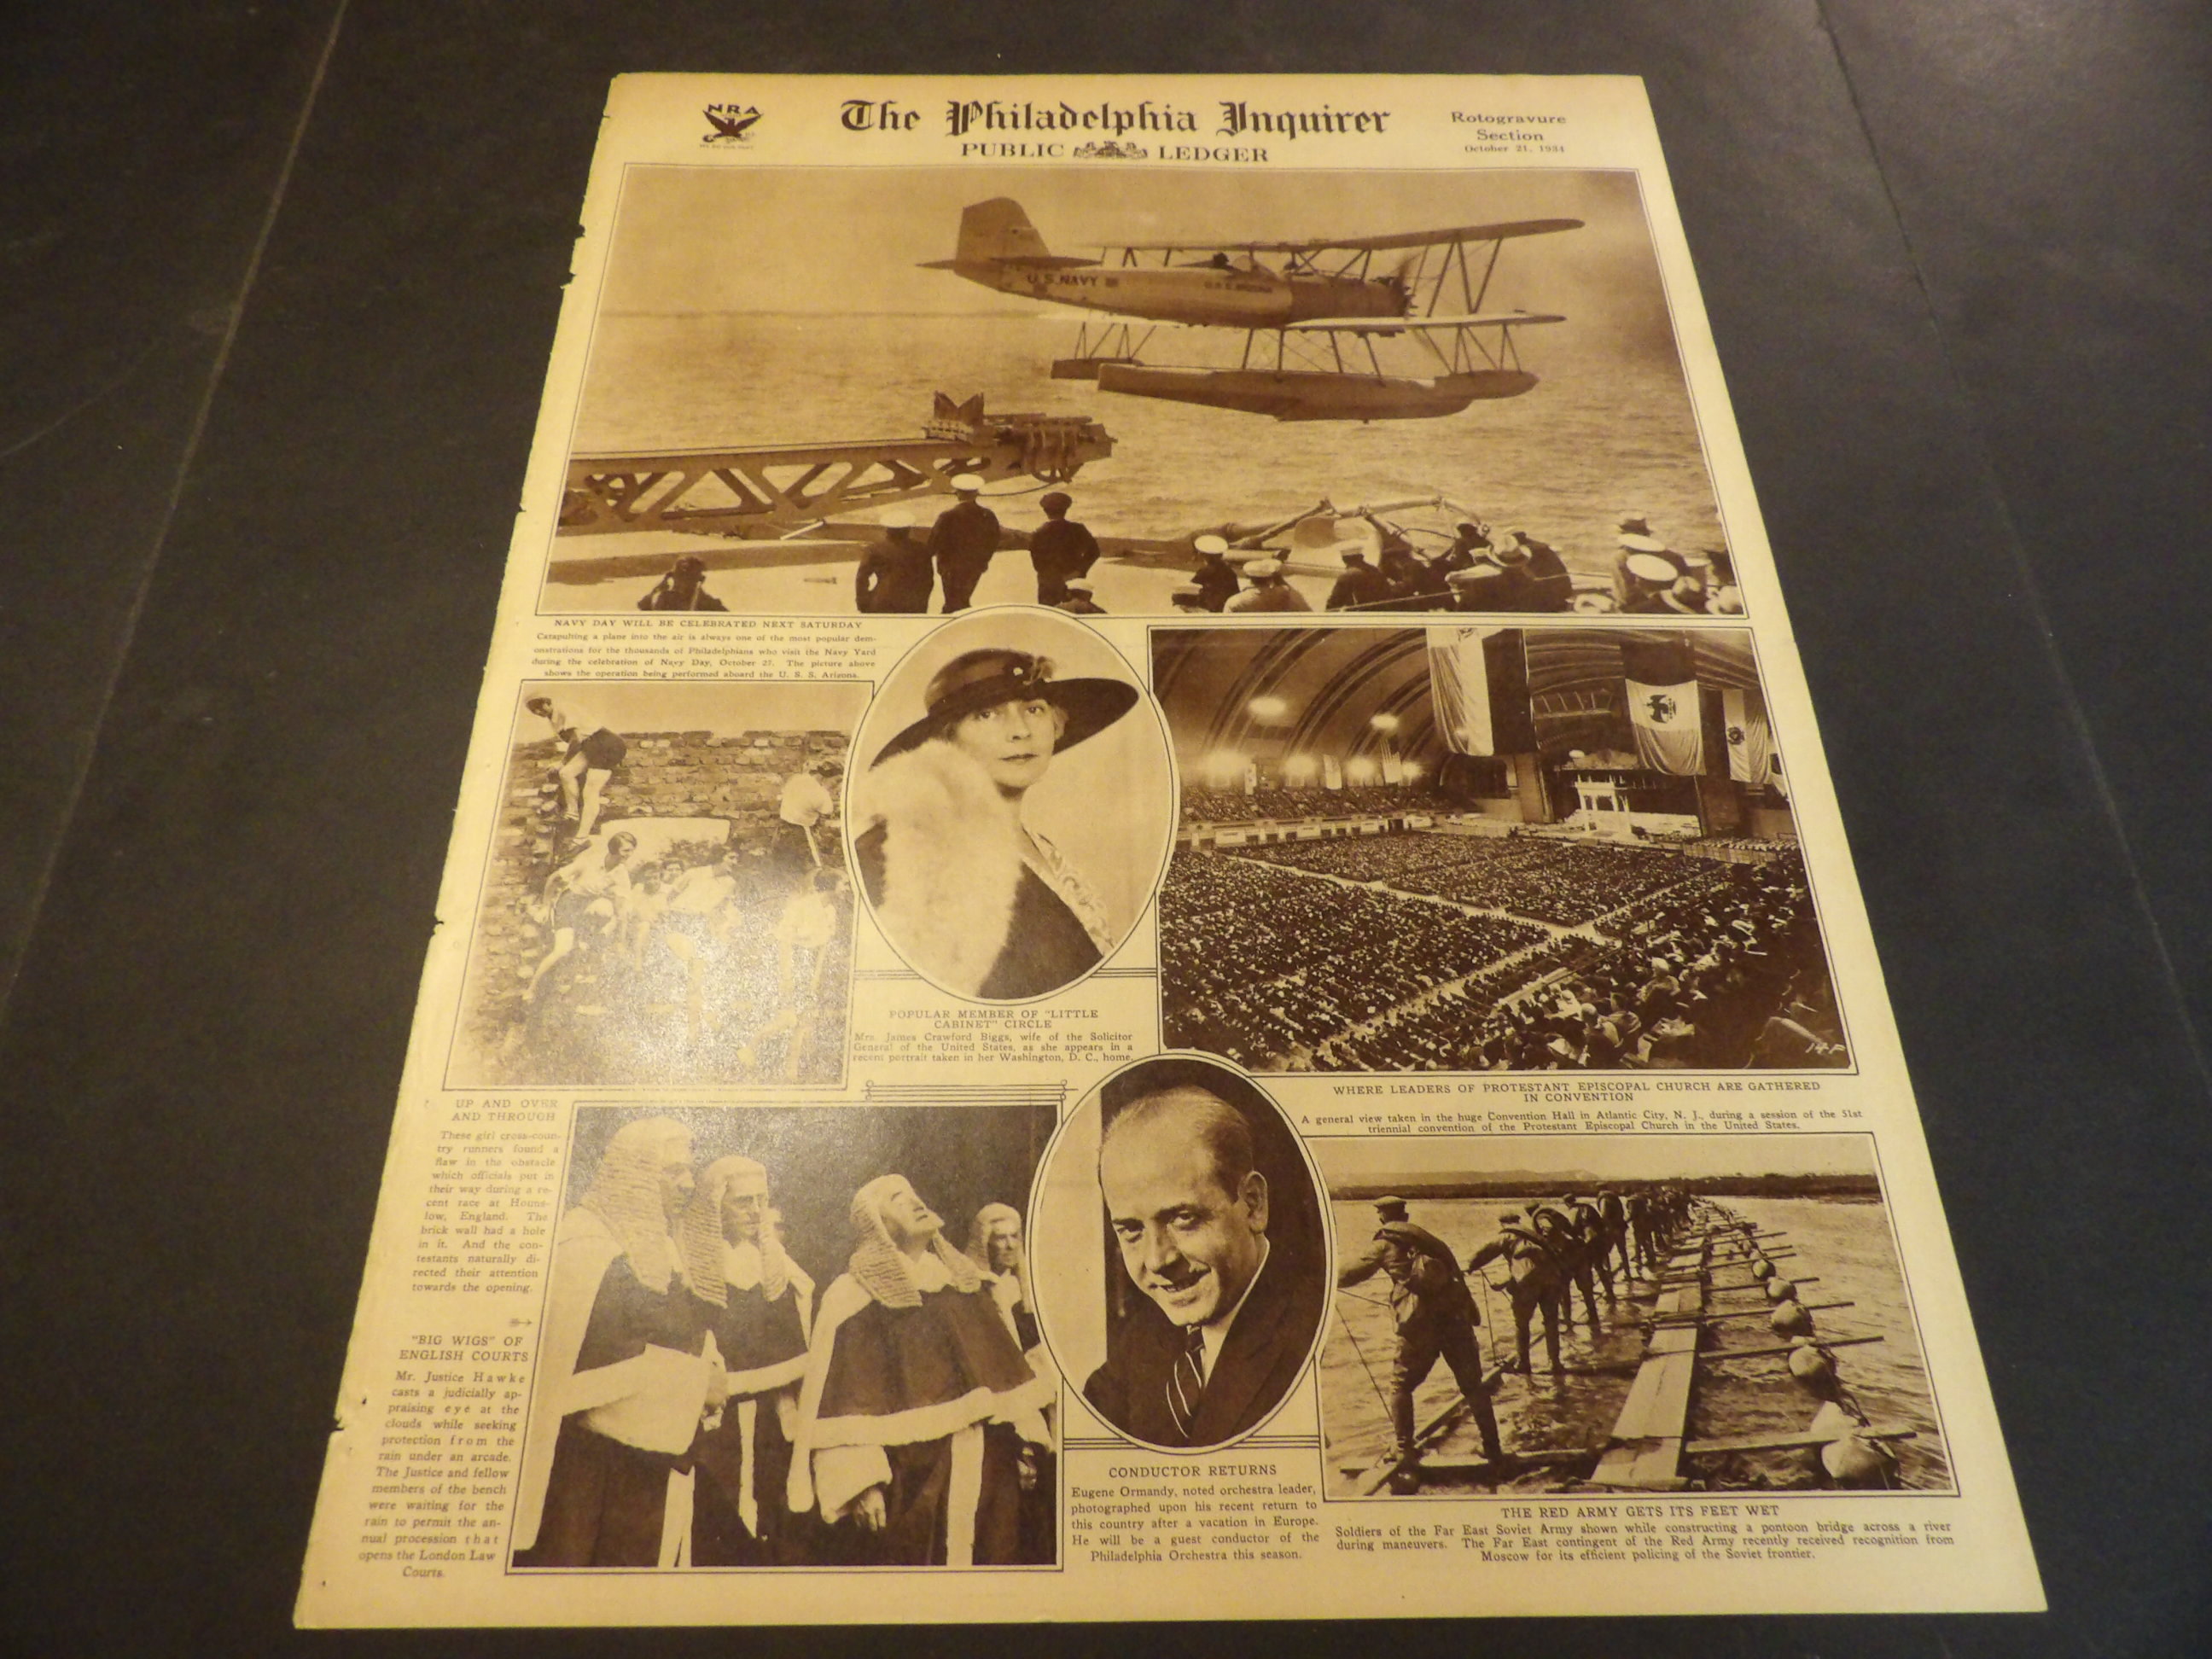 NRA
WE DO OUR PART
The Philadelphia Inquirer
PUBLIC LEDGER
Rotogravure
Section
October 21, 1934
U.S. NAVY
NAVY DAY WILL BE CELEBRATED NEXT SATURDAY
Catapulting a plane into the air is always one of the most popular dem-
onstrations for the thousands of Philadelphians who visit the Navy Yard
during the celebration of Navy Day, October 27. The picture above
shows the operation being performed aboard the U. S. S. Arizona.
POPULAR MEMBER OF "LITTLE
CABINET" CIRCLE
Mrs. James Crawford Biggs, wife of the Solicitor
General of the United States, as she appears in a
recent portrait taken in her Washington, D. C., home.
14P
WHERE LEADERS OF PROTESTANT EPISCOPAL CHURCH ARE GATHERED
IN CONVENTION
A general view taken in the huge Convention Hall in Atlantic City, N. J., during a session of the 51st
triennial convention of the Protestant Episcopal Church in the United States.
UP AND OVER
AND THROUGH
These girl cross-coun-
try runners found a
flaw in the obstacle
which officials put in
their way during a re-
cent race at Houns-
low, England. The
brick wall had a hole
in it. And the con-
testants naturally di-
rected their attention
towards the opening.
"BIG WIGS" OF
ENGLISH COURTS
Mr. Justice Hawke
casts a judicially ap-
praising eye at the
clouds while seeking
protection from the
rain under an arcade.
The Justice and fellow
members of the bench
were waiting for the
rain to permit the an-
nual procession that
opens the London Law
Courts.
CONDUCTOR RETURNS
Eugene Ormandy, noted orchestra leader,
photographed upon his recent return to
this country after a vacation in Europe.
He will be a guest conductor of the
Philadelphia Orchestra this season.
THE RED ARMY GETS ITS FEET WET
Soldiers of the Far East Soviet Army shown while constructing a pontoon bridge across a river
during maneuvers. The Far East contingent of the Red Army recently received recognition from
Moscow for its efficient policing of the Soviet frontier.